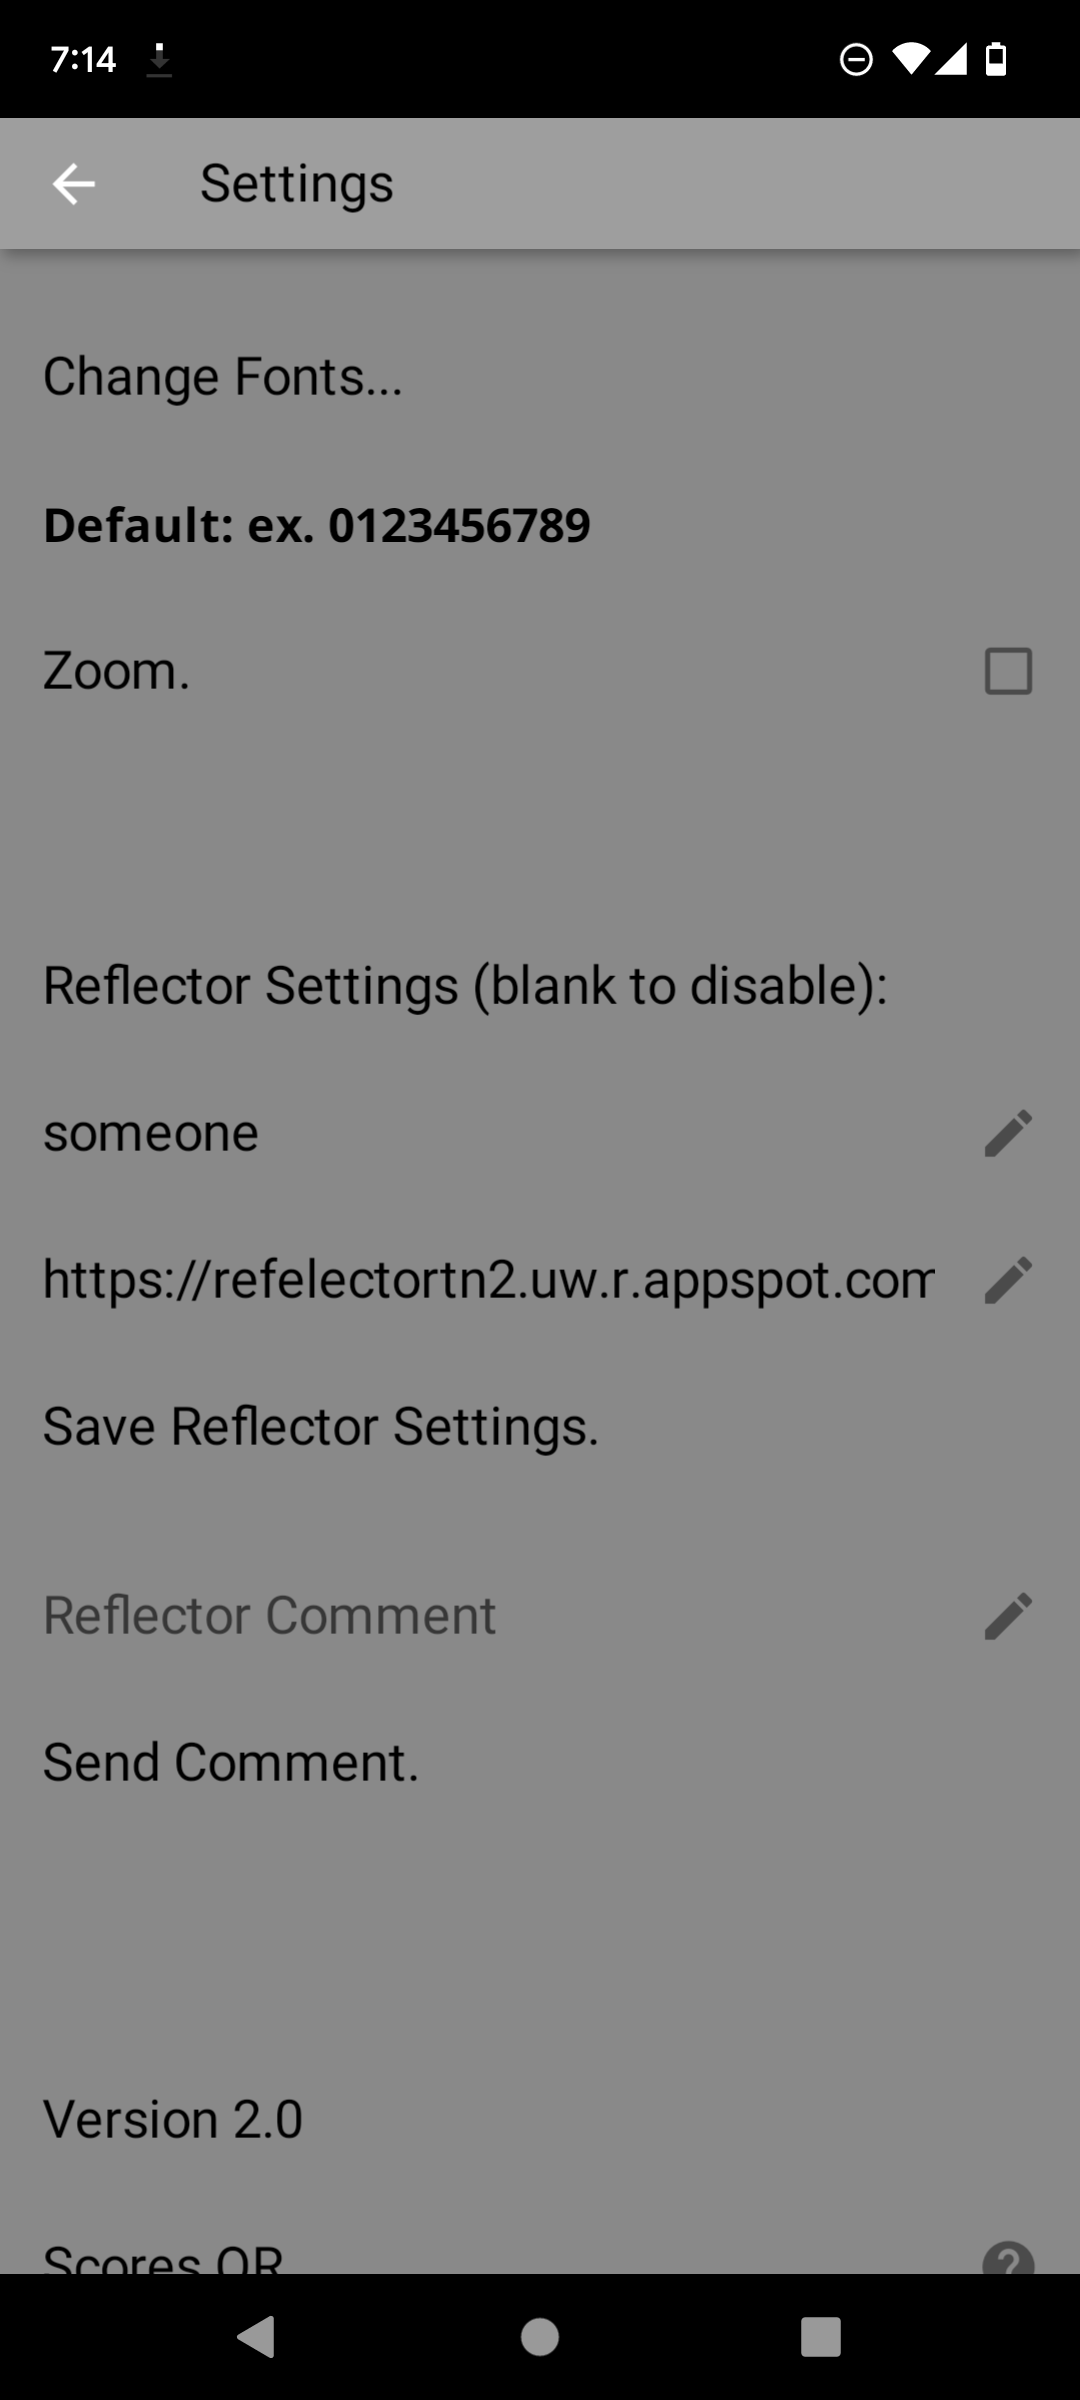 7:14
Settings
Change Fonts...
Default: ex. 0123456789
Zoom.
Reflector Settings (blank to disable):
someone
https://refelectortn2.uw.r.appspot.com
Save Reflector Settings.
Reflector Comment
Send Comment.
Version 2.0
Scores QR